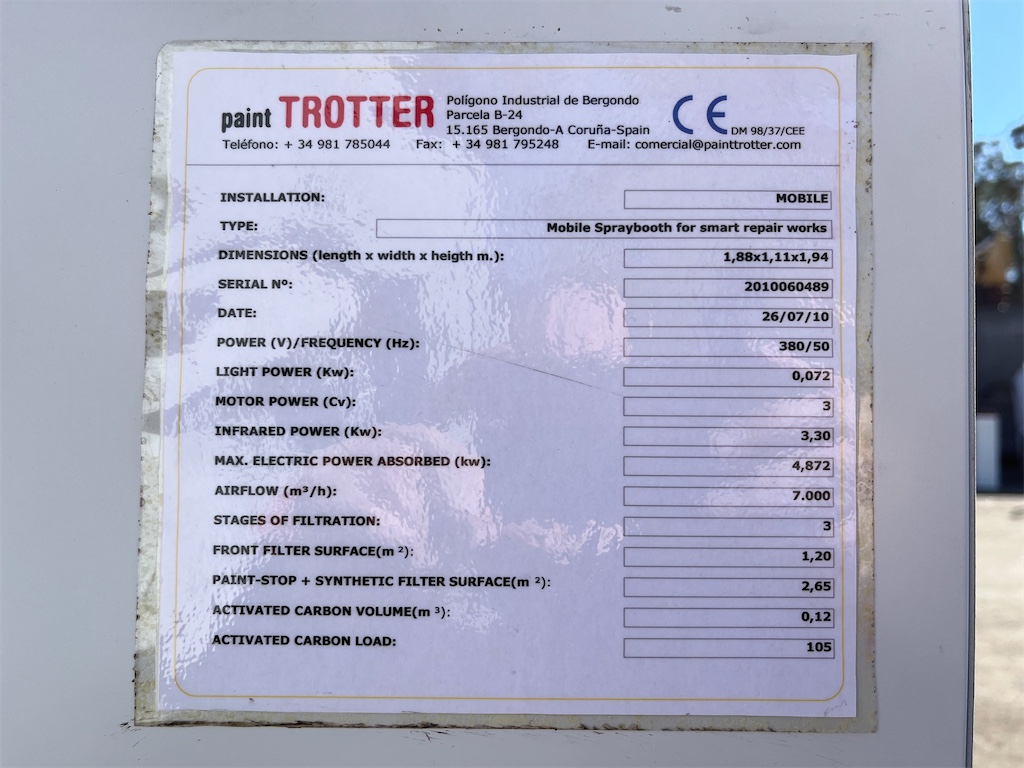 paint TROTTER
Polígono Industrial de Bergondo
Parcela B-24
15.165 Bergondo-A Coruña-Spain
CE DM 98/37/CEE
Teléfono: + 34 981 785044 Fax: + 34 981 795248 E-mail: comercial@painttrotter.com
INSTALLATION: MOBILE
TYPE: Mobile Spraybooth for smart repair works
DIMENSIONS (length x width x heigth m.): 1,88x1,11x1,94
SERIAL Nº: 2010060489
DATE: 26/07/10
POWER (V)/FREQUENCY (Hz): 380/50
LIGHT POWER (Kw): 0,072
MOTOR POWER (Cv): 3
INFRARED POWER (Kw): 3,30
MAX. ELECTRIC POWER ABSORBED (kw): 4,872
AIRFLOW (m³/h): 7.000
STAGES OF FILTRATION: 3
FRONT FILTER SURFACE(m ²): 1,20
PAINT-STOP + SYNTHETIC FILTER SURFACE(m ²): 2,65
ACTIVATED CARBON VOLUME(m ³): 0,12
ACTIVATED CARBON LOAD: 105